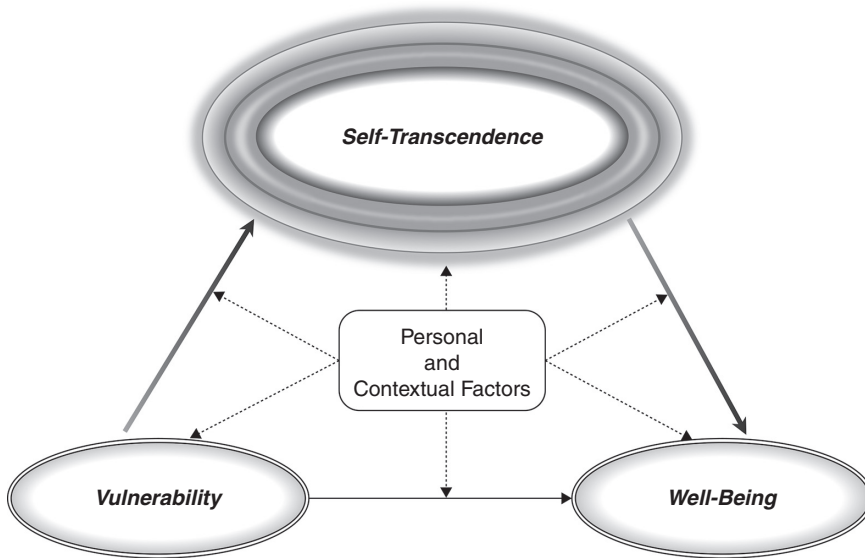 Self-Transcendence
Personal
and
Contextual Factors
Vulnerability
Well-Being